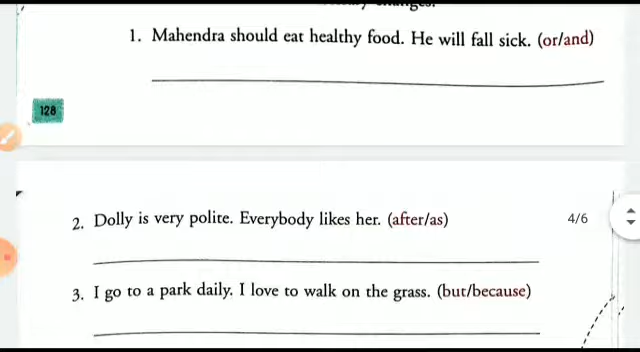 1. Mahendra should eat healthy food. He will fall sick. (or/and)
128
2. Dolly is very polite. Everybody likes her. (after/as)
4/6
3. I go to a park daily. I love to walk on the grass. (but/because)